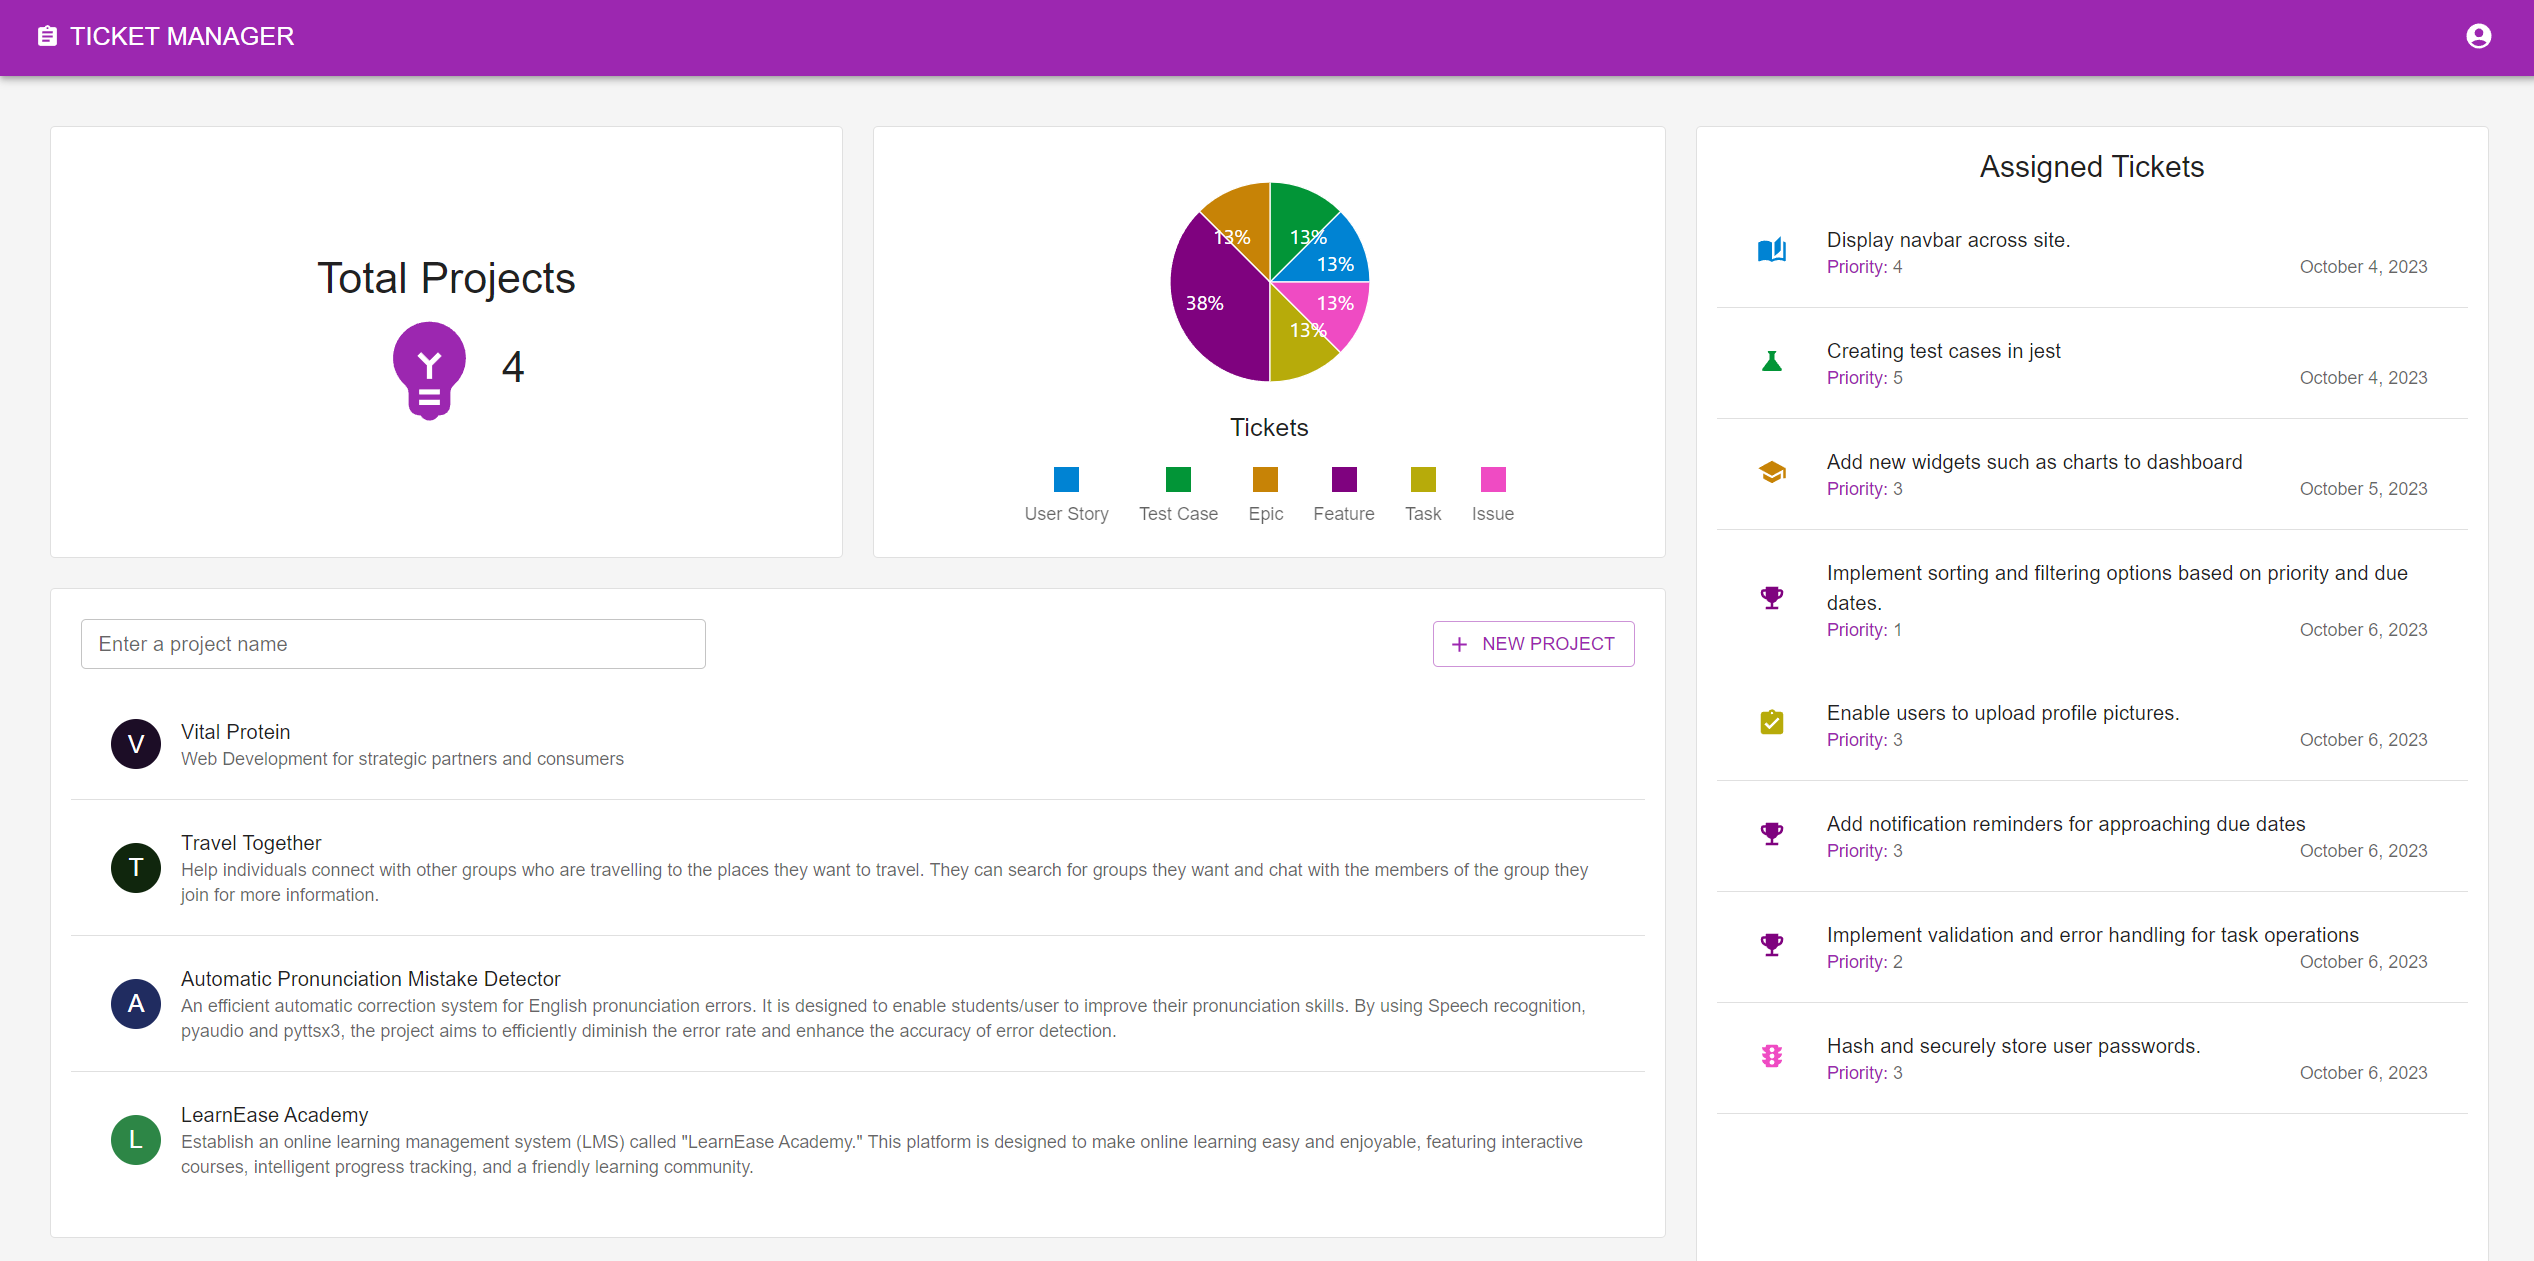 TICKET MANAGER
Total Projects
4
13%
13%
13%
38%
13%
13%
Tickets
User Story
Test Case
Epic
Feature
Task
Issue
Enter a project name
NEW PROJECT
V
Vital Protein
Web Development for strategic partners and consumers
T
Travel Together
Help individuals connect with other groups who are travelling to the places they want to travel. They can search for groups they want and chat with the members of the group they
join for more information.
A
Automatic Pronunciation Mistake Detector
An efficient automatic correction system for English pronunciation errors. It is designed to enable students/user to improve their pronunciation skills. By using Speech recognition,
pyaudio and pyttsx3, the project aims to efficiently diminish the error rate and enhance the accuracy of error detection.
L
LearnEase Academy
Establish an online learning management system (LMS) called "LearnEase Academy." This platform is designed to make online learning easy and enjoyable, featuring interactive
courses, intelligent progress tracking, and a friendly learning community.
Assigned Tickets
Display navbar across site.
Priority: 4 October 4, 2023
Creating test cases in jest
Priority: 5 October 4, 2023
Add new widgets such as charts to dashboard
Priority: 3 October 5, 2023
Implement sorting and filtering options based on priority and due
dates.
Priority: 1 October 6, 2023
Enable users to upload profile pictures.
Priority: 3 October 6, 2023
Add notification reminders for approaching due dates
Priority: 3 October 6, 2023
Implement validation and error handling for task operations
Priority: 2 October 6, 2023
Hash and securely store user passwords.
Priority: 3 October 6, 2023